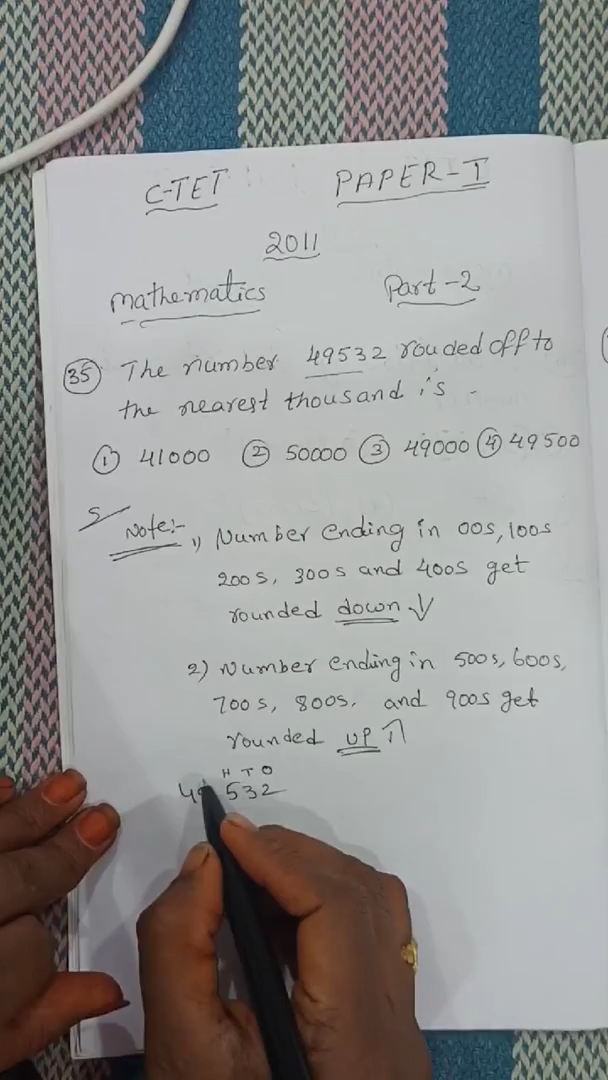 C-TET PAPER-I
2011
Mathematics Part-2
35 The number 49532 rouded off to
the nearest thousand is -
1 41000 2 50000 3 49000 4 49500
S
Note:- 1) Number ending in 00s, 100s
200s, 300s and 400s get
rounded down ↓
2) Number ending in 500s, 600s,
700s, 800s. and 900s get
rounded up ↑
H T O
49532